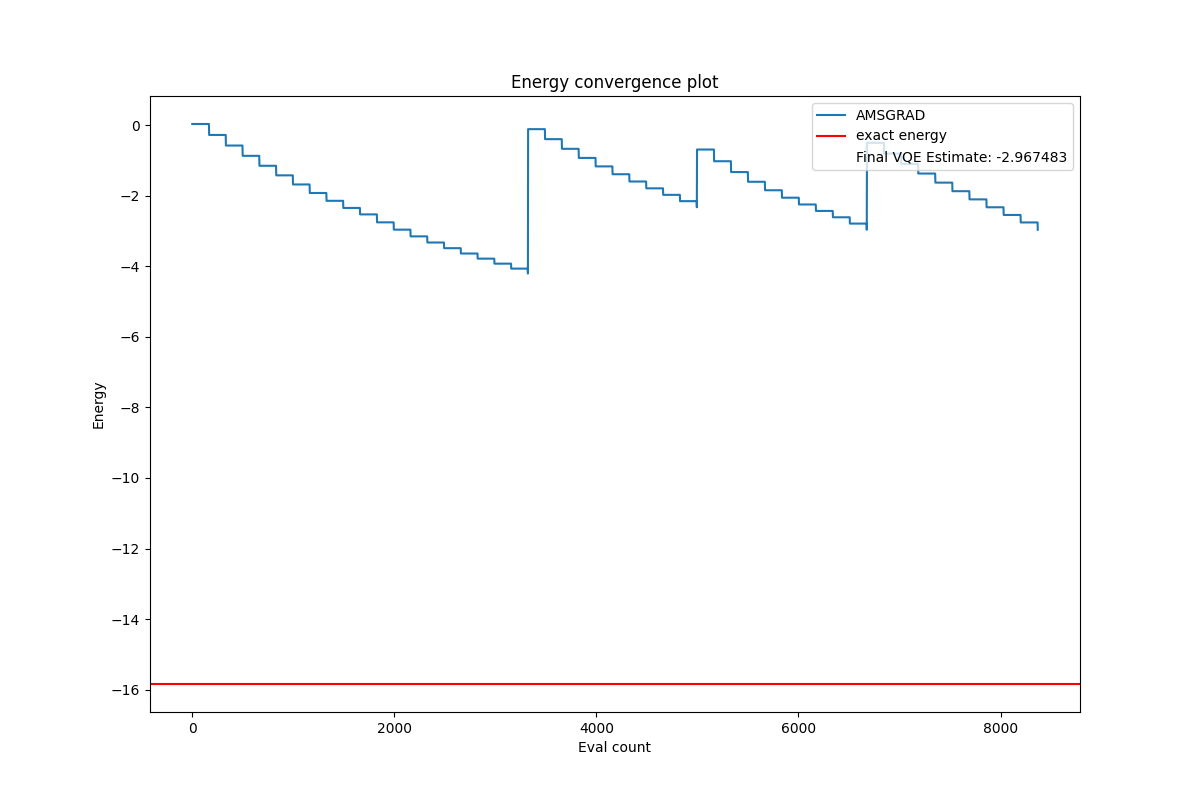 Energy convergence plot
AMSGRAD
exact energy
Final VQE Estimate: -2.967483
Energy
0
−2
−4
−6
−8
−10
−12
−14
−16
0 2000 4000 6000 8000
Eval count